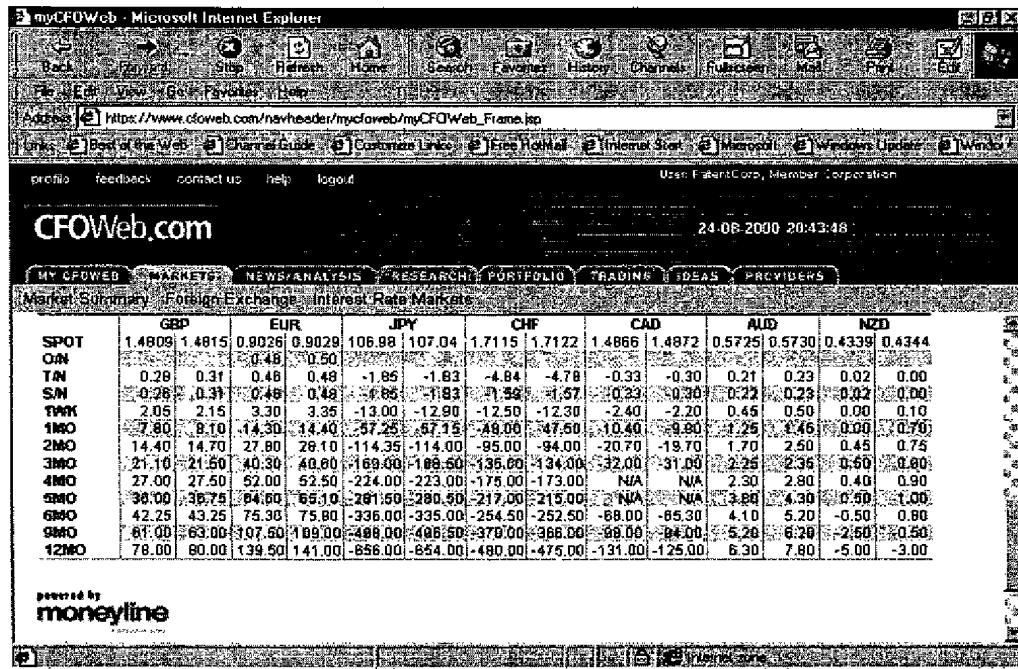 myCFOWeb - Microsoft Internet Explorer
Back Forward Stop Refresh Home Search Favorites History Channels Fullscreen Mail Print Edit
File Edit View Go Favorites Help
Address https://www.cfoweb.com/navheader/mycfoweb/myCFOWeb_Frame.jsp
Links Best of the Web Channel Guide Customize Links Free HotMail Internet Start Microsoft Windows Update
profile feedback contact us help logout User: PatentCorp, Member Corporation
CFOWeb.com 24-08-2000 20:43:48
MY CFOWEB MARKETS NEWS/ANALYSIS RESEARCH PORTFOLIO TRADING IDEAS PROVIDERS
Market Summary Foreign Exchange Interest Rate Markets
GBP EUR JPY CHF CAD AUD NZD
SPOT 1.4809 1.4815 0.9026 0.9029 106.98 107.04 1.7115 1.7122 1.4866 1.4872 0.5725 0.5730 0.4339 0.4344
O/N 0.48 0.50
T/N 0.28 0.31 0.46 0.48 -1.85 -1.83 -4.84 -4.78 -0.33 -0.30 0.21 0.23 0.02 0.00
S/N 0.28 0.31 0.46 0.48 -1.85 -1.83 -1.59 -1.57 -0.33 -0.30 0.22 0.23 0.02 0.00
1WK 2.05 2.15 3.30 3.35 -13.00 -12.90 -12.50 -12.30 -2.40 -2.20 0.45 0.50 0.00 0.10
1MO 7.80 8.10 14.30 14.40 -57.25 -57.15 -48.00 -47.50 -10.40 -9.90 1.25 1.45 0.00 0.70
2MO 14.40 14.70 27.80 28.10 -114.35 -114.00 -95.00 -94.00 -20.70 -19.70 1.70 2.50 0.45 0.75
3MO 21.10 21.50 40.30 40.60 -169.00 -168.50 -135.00 -134.00 -32.00 -31.00 2.25 2.35 0.50 0.80
4MO 27.00 27.50 52.00 52.50 -224.00 -223.00 -175.00 -173.00 N/A N/A 2.30 2.80 0.40 0.90
5MO 36.00 36.75 64.60 65.10 -281.50 -280.50 -217.00 -215.00 N/A N/A 3.80 4.30 0.50 1.00
6MO 42.25 43.25 75.30 75.80 -336.00 -335.00 -254.50 -252.50 -68.00 -65.30 4.10 5.20 -0.50 0.80
9MO 61.00 63.00 107.50 109.00 -498.00 -496.50 -370.00 -366.00 -98.00 -94.00 5.20 6.20 -2.50 -0.50
12MO 78.00 80.00 139.50 141.00 -656.00 -654.00 -480.00 -475.00 -131.00 -125.00 6.30 7.80 -5.00 -3.00
powered by
moneyline
Internet zone